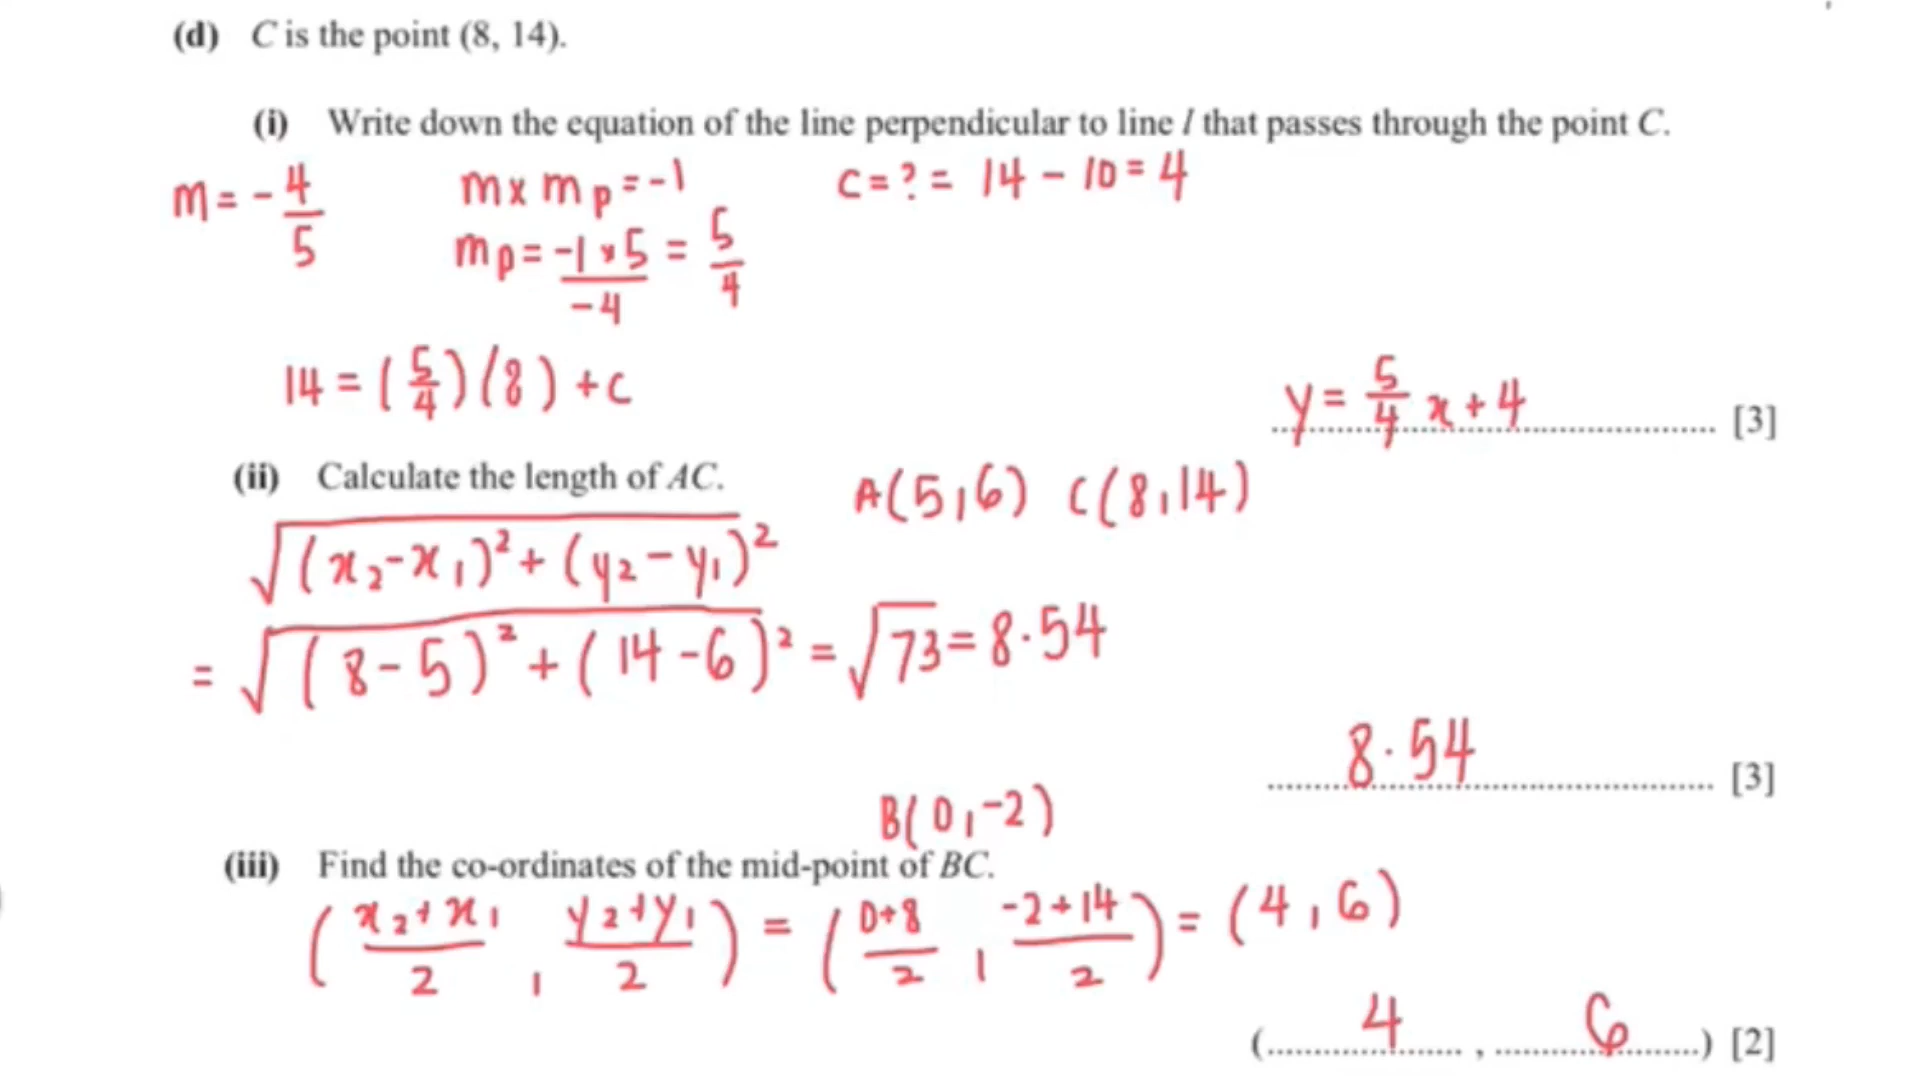 (d) C is the point (8, 14).
(i) Write down the equation of the line perpendicular to line l that passes through the point C.
m = -4/5 m x mp = -1 c = ? = 14 - 10 = 4
mp = -1 × 5/-4 = 5/4
14 = (5/4)(8) + c
y = 5/4 x + 4 [3]
(ii) Calculate the length of AC. A(5,6) C(8,14)
√(x₂-x₁)² + (y₂-y₁)²
= √(8-5)² + (14-6)² = √73 = 8.54
8.54 [3]
B(0,-2)
(iii) Find the co-ordinates of the mid-point of BC.
(x₂+x₁/2, y₂+y₁/2) = (0+8/2, -2+14/2) = (4,6)
(4, 6) [2]